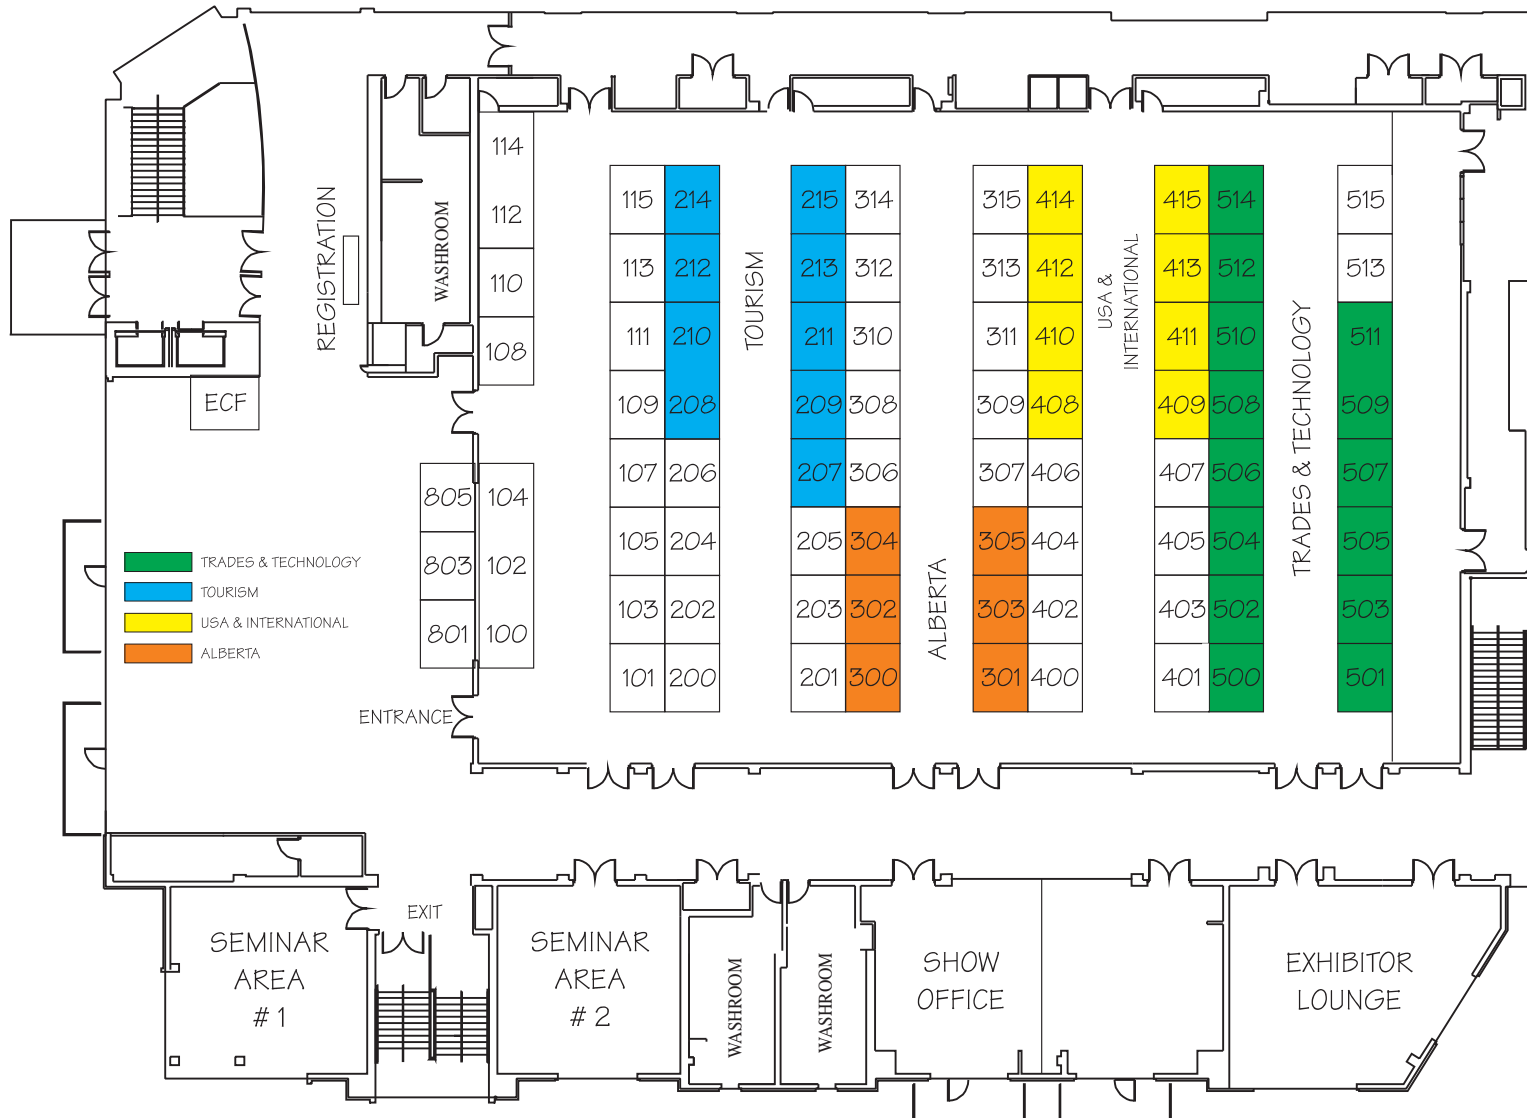 114
112
110
108
115 214
113 212
111 210
109 208
107 206
105 204
103 202
101 200
215 314
213 312
211 310
209 308
207 306
205 304
203 302
201 300
315 414
313 412
311 410
309 408
307 406
305 404
303 402
301 400
415 514
413 512
411 510
409 508
407 506
405 504
403 502
401 500
515
513
511
509
507
505
503
501
REGISTRATION
WASHROOM
TOURISM
USA &
INTERNATIONAL
TRADES & TECHNOLOGY
ALBERTA
ECF
805 104
803 102
801 100
TRADES & TECHNOLOGY
TOURISM
USA & INTERNATIONAL
ALBERTA
ENTRANCE
EXIT
SEMINAR
AREA
# 1
SEMINAR
AREA
# 2
WASHROOM
WASHROOM
SHOW
OFFICE
EXHIBITOR
LOUNGE